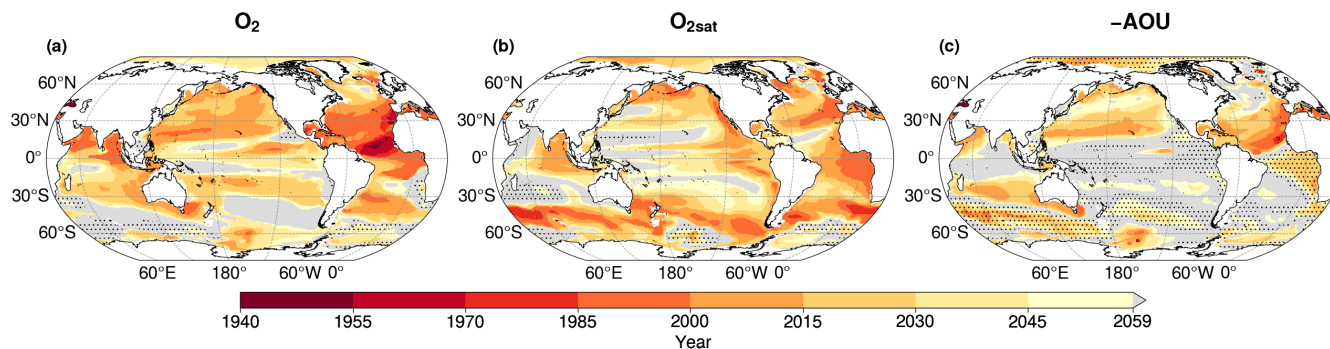 O2 O2sat −AOU
(a) (b) (c)
60°N 60°N 60°N
30°N 30°N 30°N
0° 0° 0°
30°S 30°S 30°S
60°S 60°S 60°S
60°E 180° 60°W 0° 60°E 180° 60°W 0° 60°E 180° 60°W 0°
1940 1955 1970 1985 2000 2015 2030 2045 2059
Year